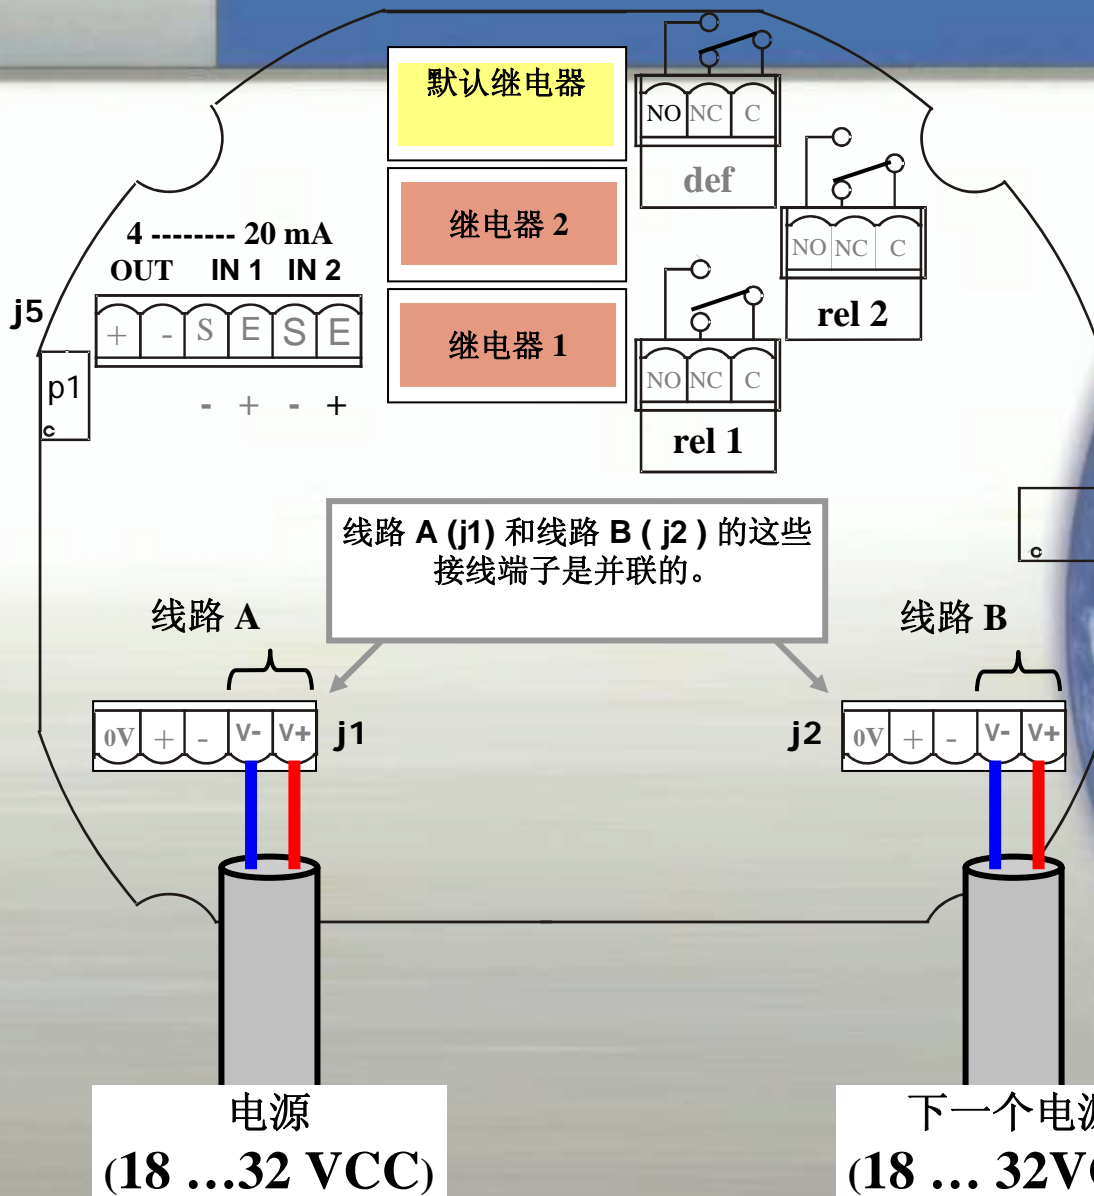 默认继电器
NO NC C
def
继电器 2
NO NC C
rel 2
4 -------- 20 mA
OUT IN 1 IN 2
j5
+ - S E S E
- + - +
p1
c
继电器 1
NO NC C
rel 1
线路 A (j1) 和线路 B ( j2 ) 的这些
接线端子是并联的。
c
线路 A
线路 B
0V + - V- V+ j1
j2 0V + - V- V+
电源
(18 ...32 VCC)
下一个电源
(18 ... 32VC